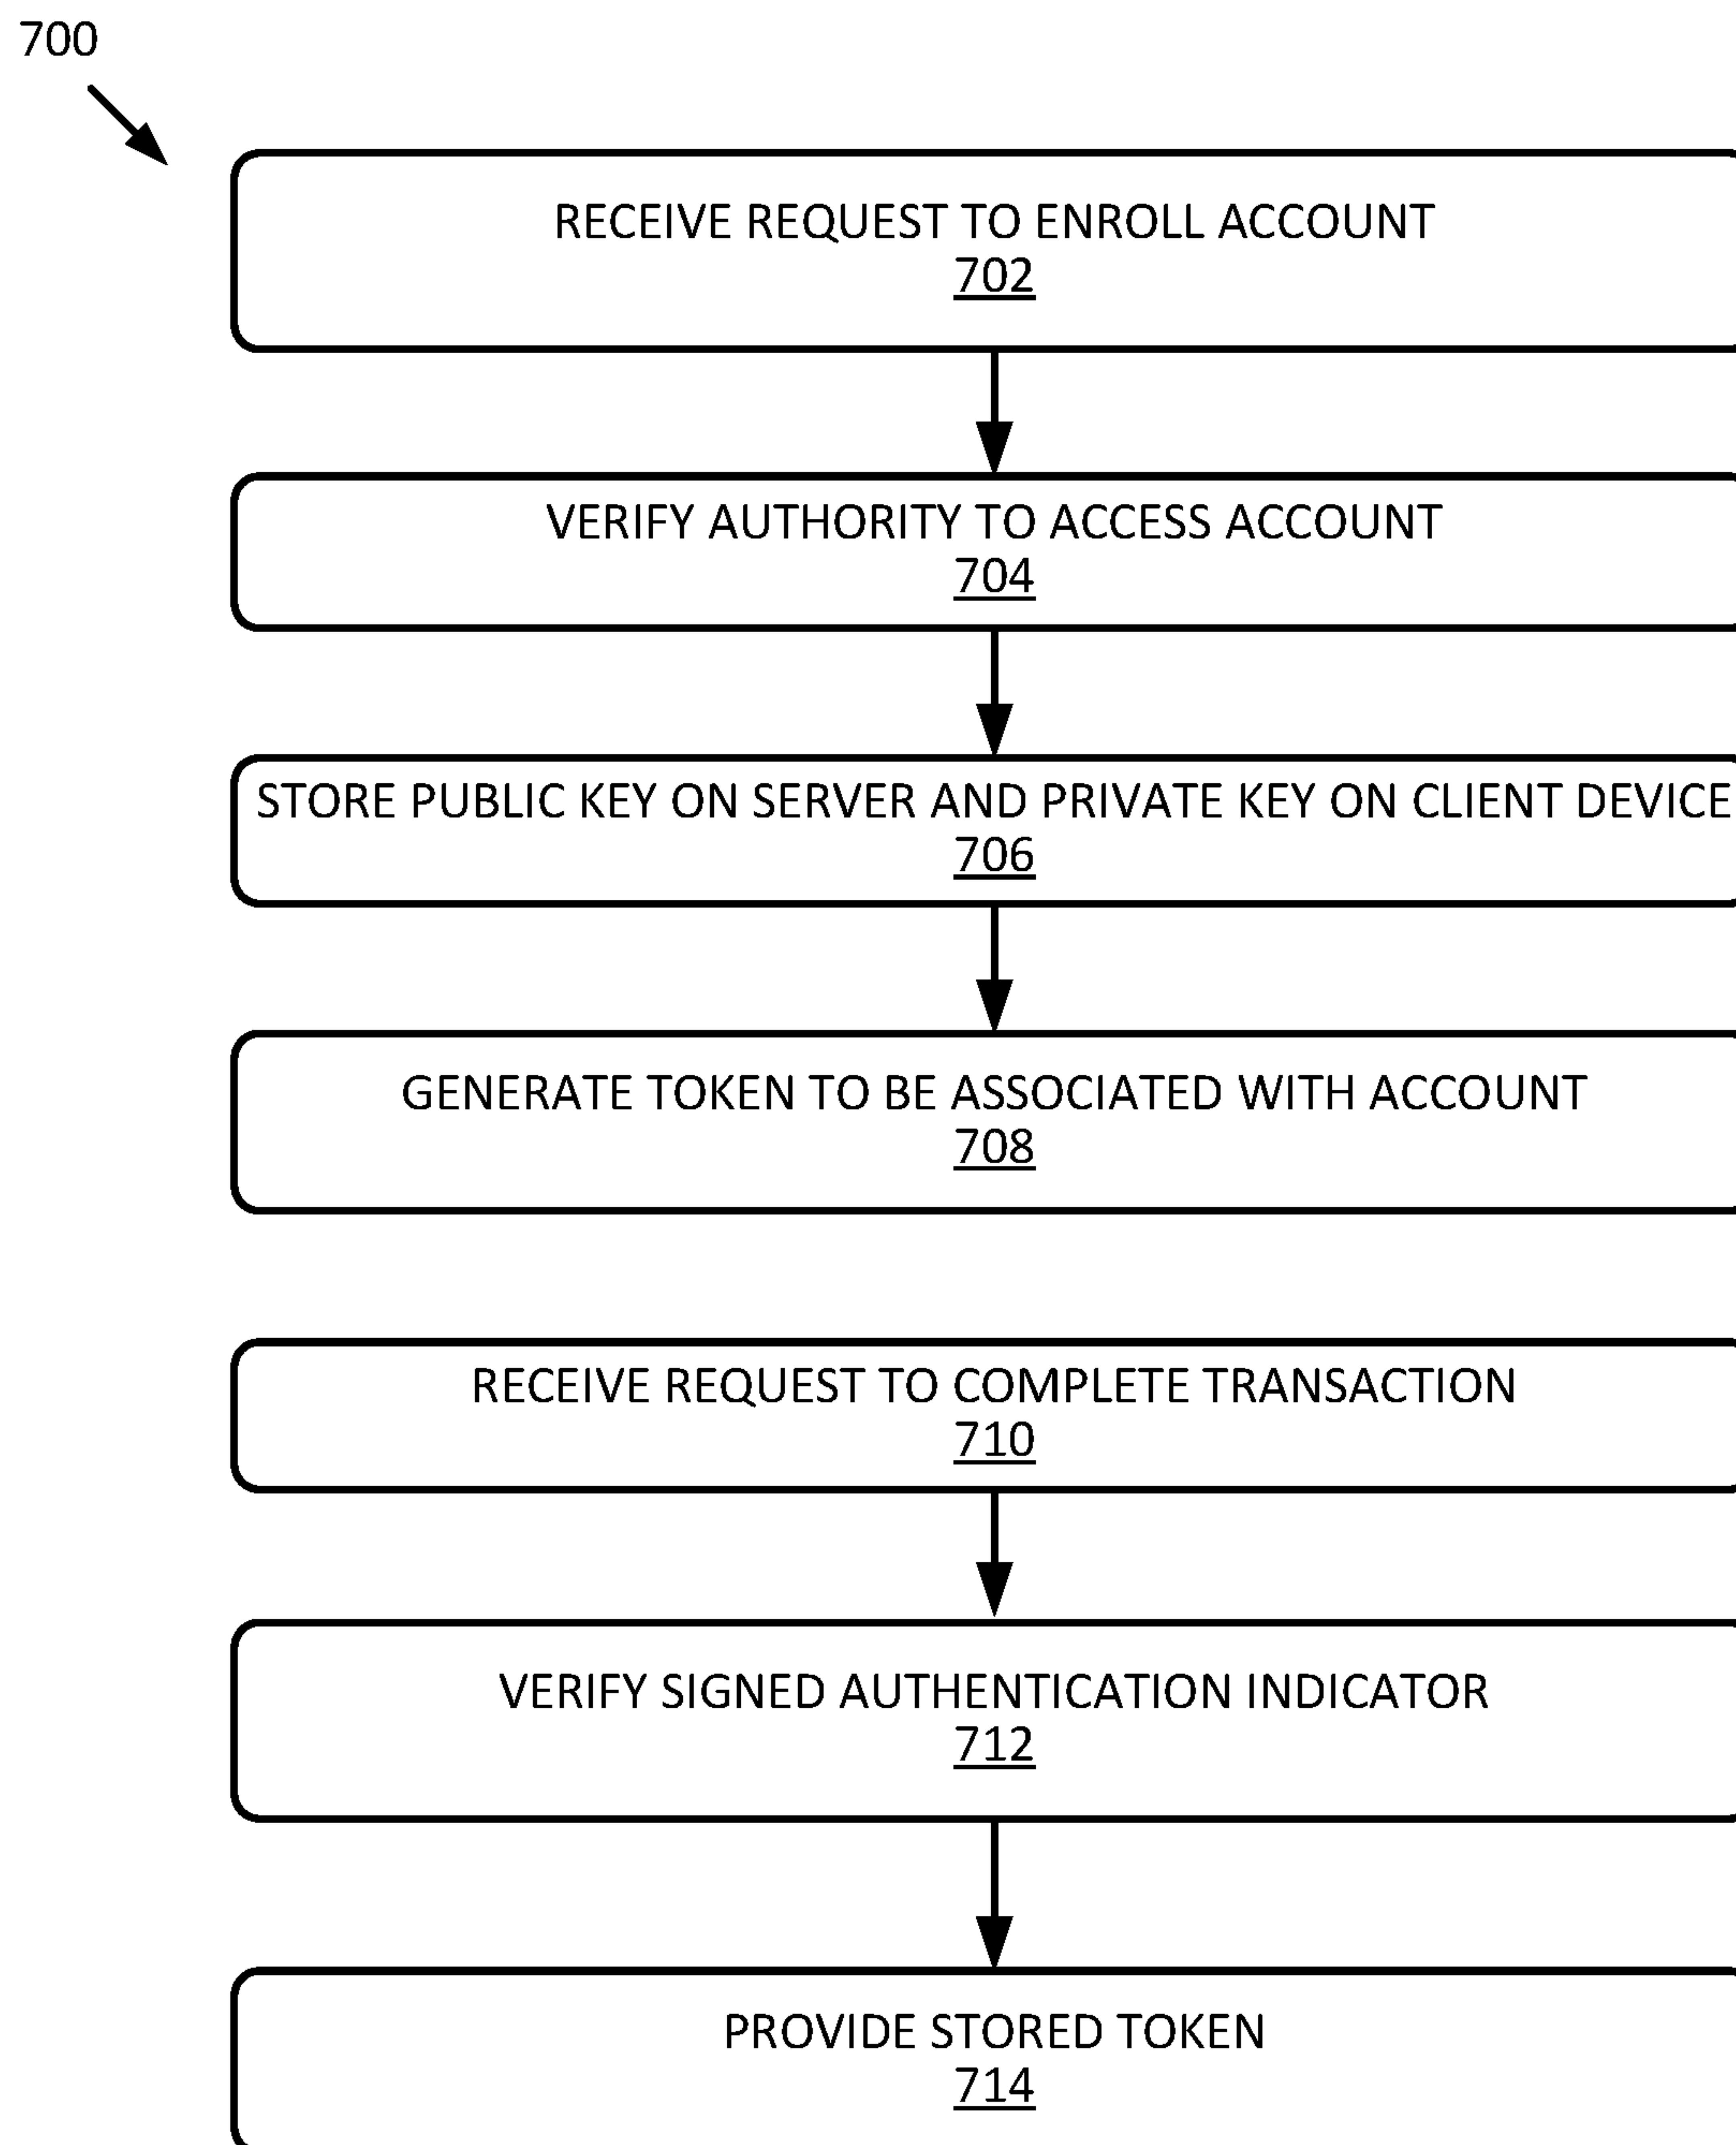 700
RECEIVE REQUEST TO ENROLL ACCOUNT
702
VERIFY AUTHORITY TO ACCESS ACCOUNT
704
STORE PUBLIC KEY ON SERVER AND PRIVATE KEY ON CLIENT DEVICE
706
GENERATE TOKEN TO BE ASSOCIATED WITH ACCOUNT
708
RECEIVE REQUEST TO COMPLETE TRANSACTION
710
VERIFY SIGNED AUTHENTICATION INDICATOR
712
PROVIDE STORED TOKEN
714